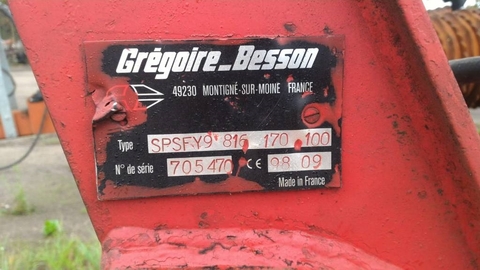 Grégoire_Besson
49230 MONTIGNÉ-SUR-MOINE FRANCE
Type SPSFY9 816 170 100
N° de série 705470 CE 98 09
Made in France